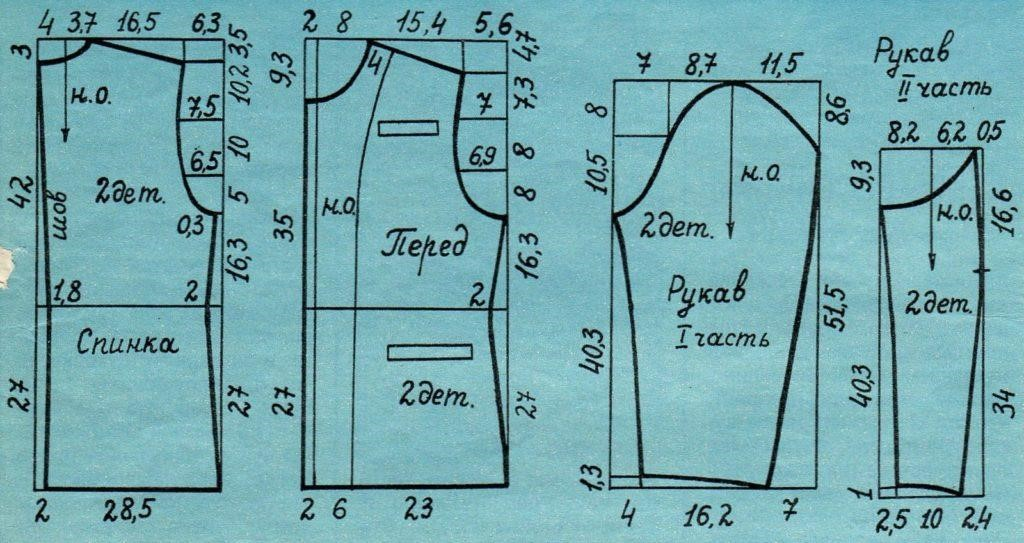 4 3,7 16,5 6,3
3
42
27
н.о.
шов
2дет.
7,5
6,5
0,3
1,8 2
Спинка
3,5
10,2
10
5
16,3
27
2 28,5
2 8 15,4 5,6
9,3
35
27
4
н.о.
7
6,9
Перед
2
2дет.
4,7
7,3
8
8
16,3
27
2 6 23
7 8,7 11,5
8
10,5
40,3
1,3
н.о.
2дет.
Рукав
I часть
8,6
51,5
4 16,2 7
Рукав
II часть
8,2 6,2 0,5
9,3
40,3
1
н.о.
2дет.
16,6
34
2,5 10 2,4